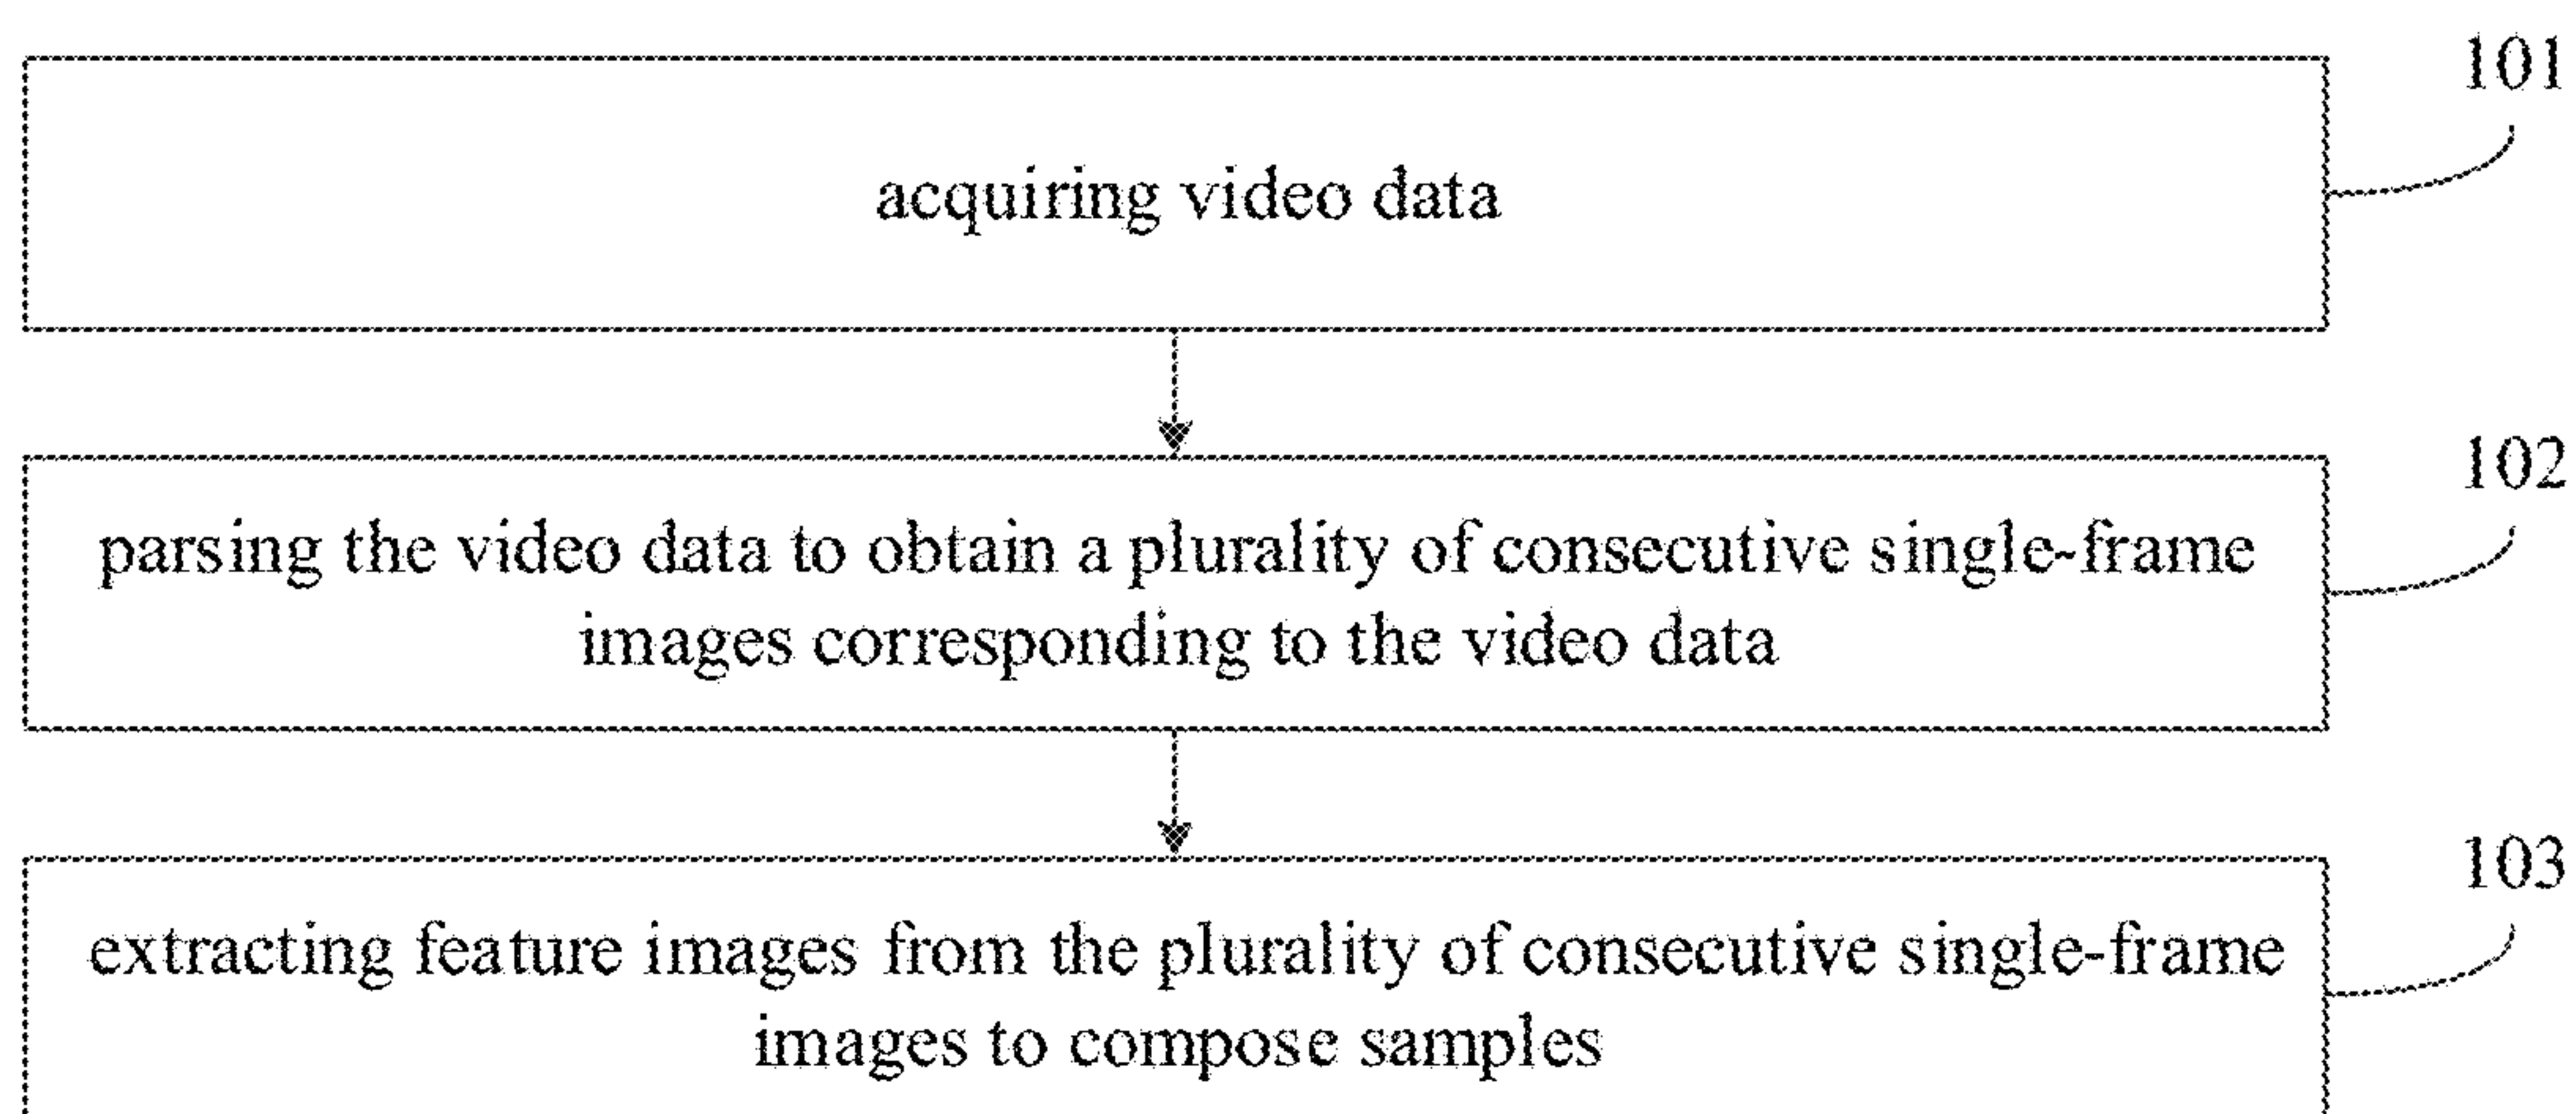 101
acquiring video data
102
parsing the video data to obtain a plurality of consecutive single-frame
images corresponding to the video data
103
extracting feature images from the plurality of consecutive single-frame
images to compose samples